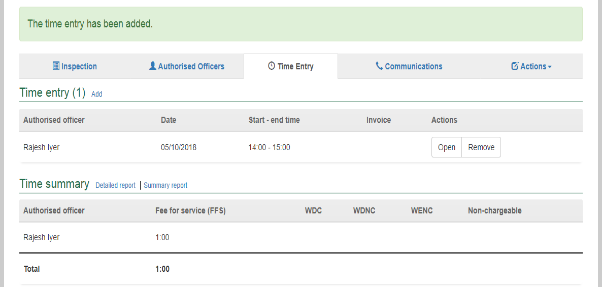 The time entry has been added.
Inspection Authorised Officers Time Entry Communications Actions
Time entry (1) Add
Authorised officer Date Start - end time Invoice Actions
Rajesh Iyer 05/10/2018 14:00 - 15:00 Open Remove
Time summary Detailed report | Summary report
Authorised officer Fee for service (FFS) WDC WDNC WENC Non-chargeable
Rajesh Iyer 1:00
Total 1:00